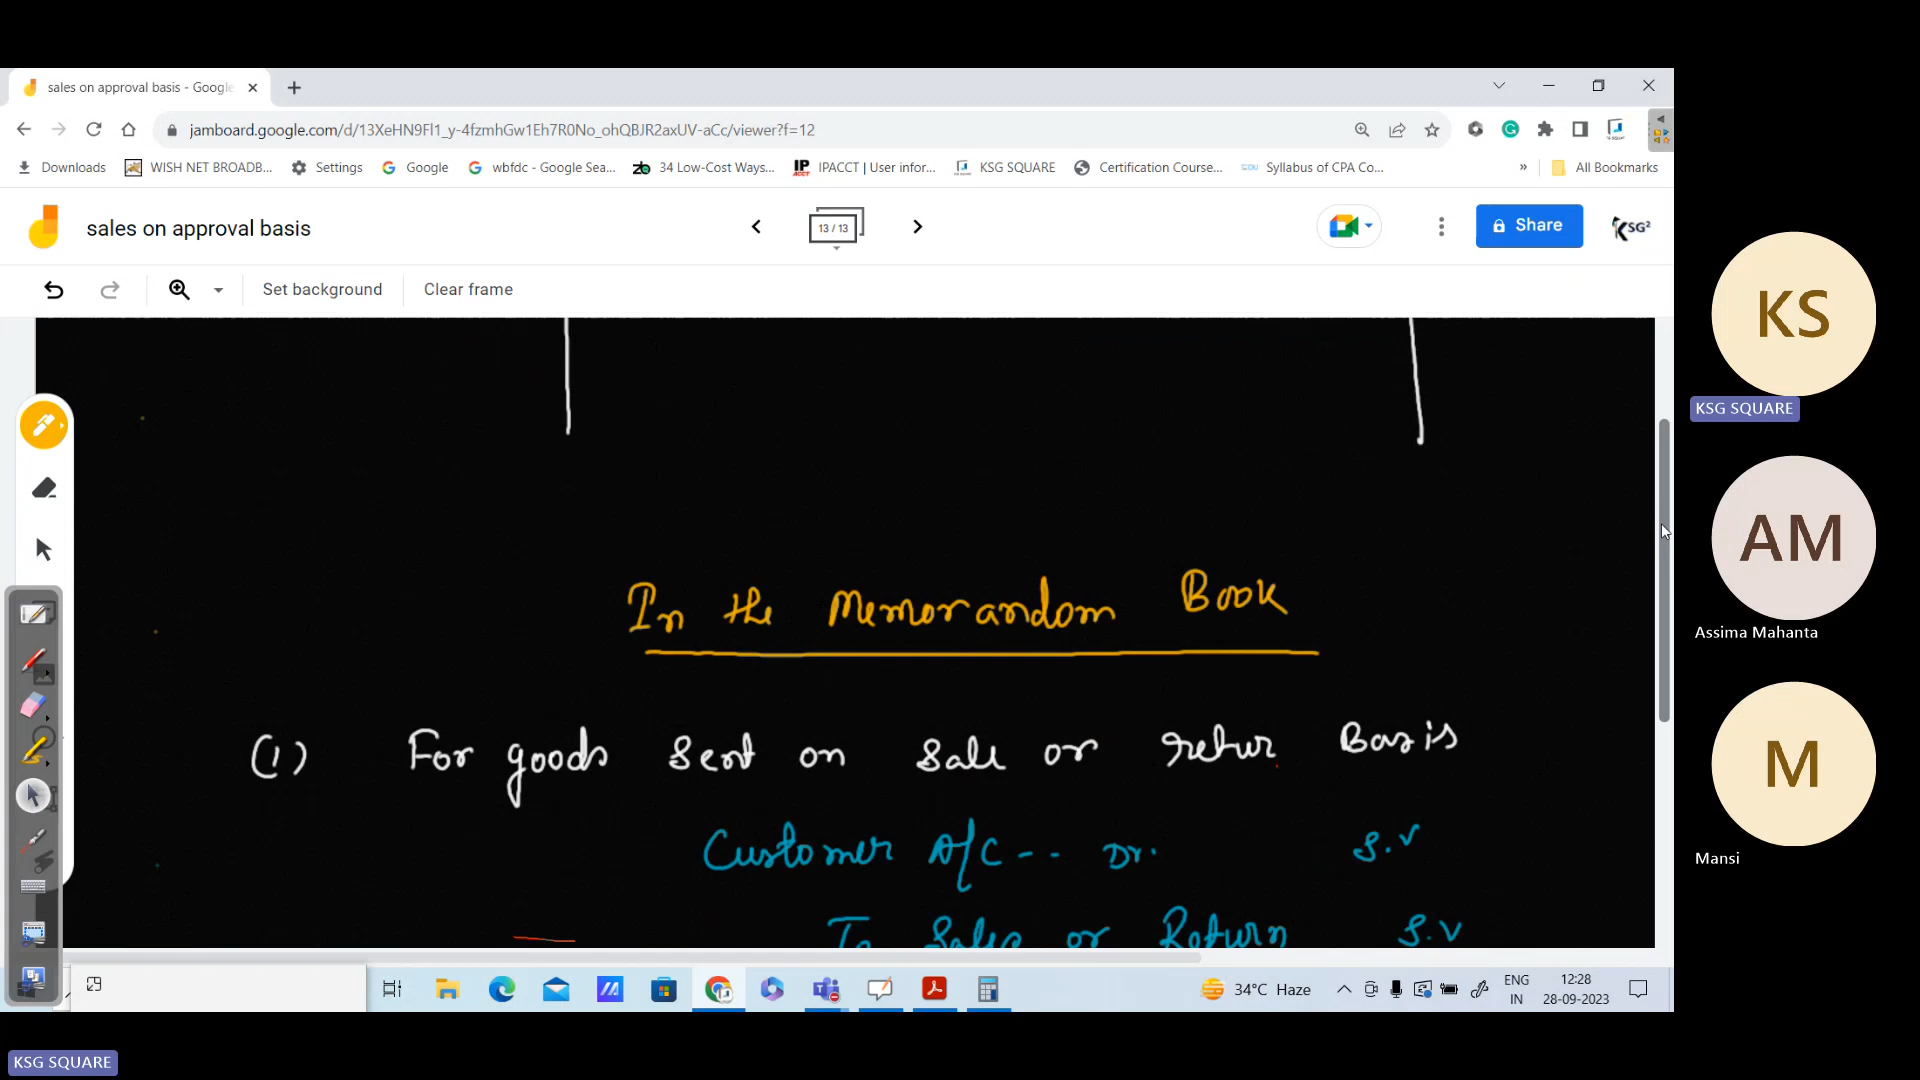 sales on approval basis - Google
jamboard.google.com/d/13XeHN9Fl1_y-4fzmhGw1Eh7R0No_ohQBJR2axUV-aCc/viewer?f=12
Downloads WISH NET BROADB... Settings Google wbfdc - Google Sea... 34 Low-Cost Ways... IPACCT | User infor... KSG SQUARE Certification Course... Syllabus of CPA Co... » All Bookmarks
sales on approval basis 13 / 13 Share KSG²
Set background Clear frame
In the Memorandom Book
(1) For goods Sent on Sale or retur Basis
Customer A/C -- Dr. S.V
To Sales or Return S.V
34°C Haze ENG IN 12:28 28-09-2023
KS
KSG SQUARE
AM
Assima Mahanta
M
Mansi
KSG SQUARE